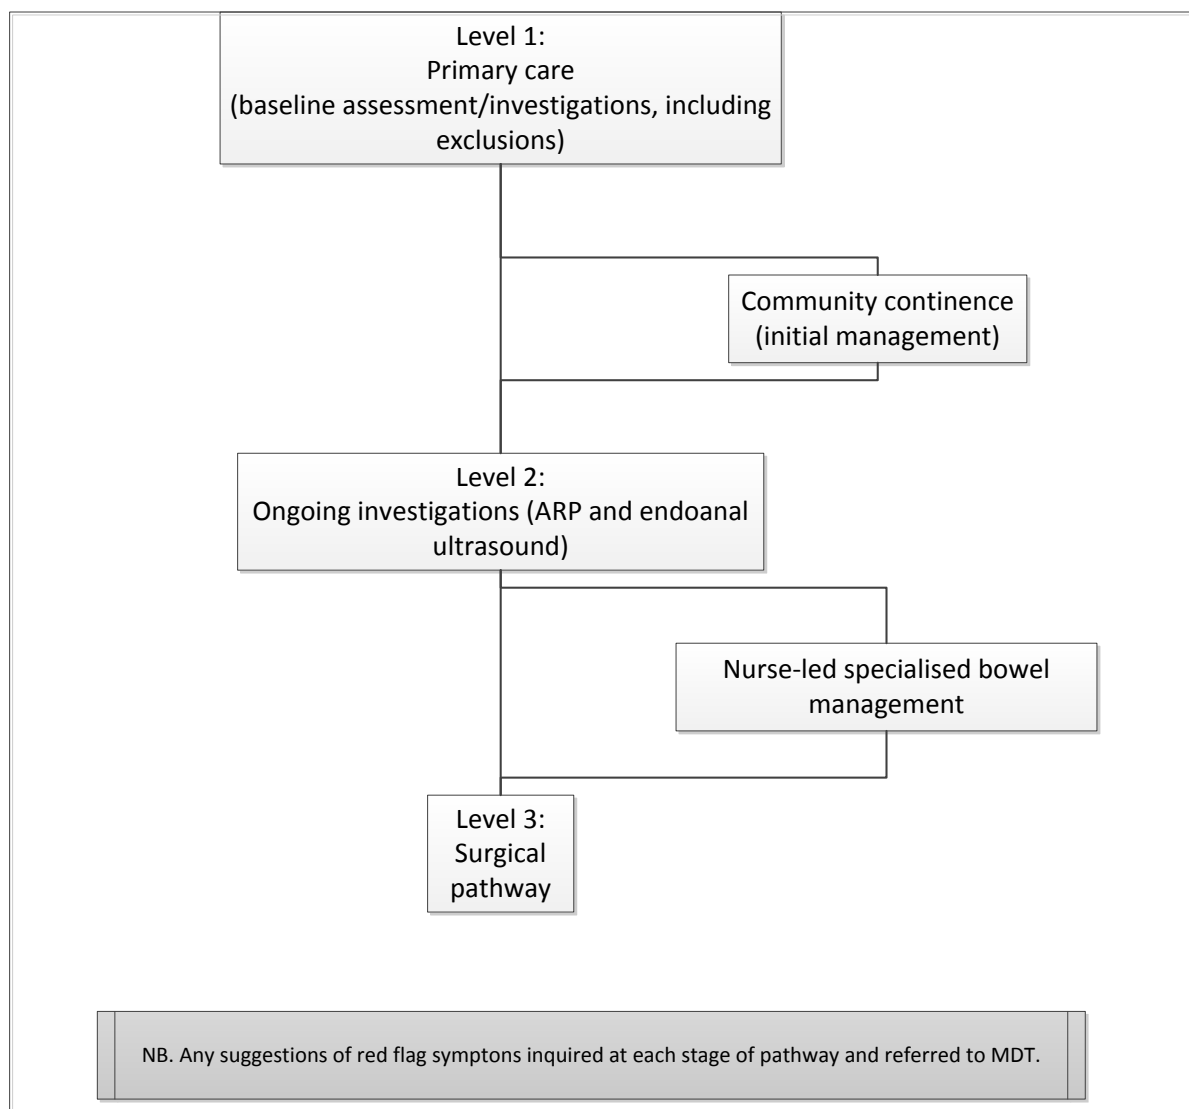 Level 1:
Primary care
(baseline assessment/investigations, including
exclusions)
Community continence
(initial management)
Level 2:
Ongoing investigations (ARP and endoanal
ultrasound)
Nurse-led specialised bowel
management
Level 3:
Surgical
pathway
NB. Any suggestions of red flag symptons inquired at each stage of pathway and referred to MDT.